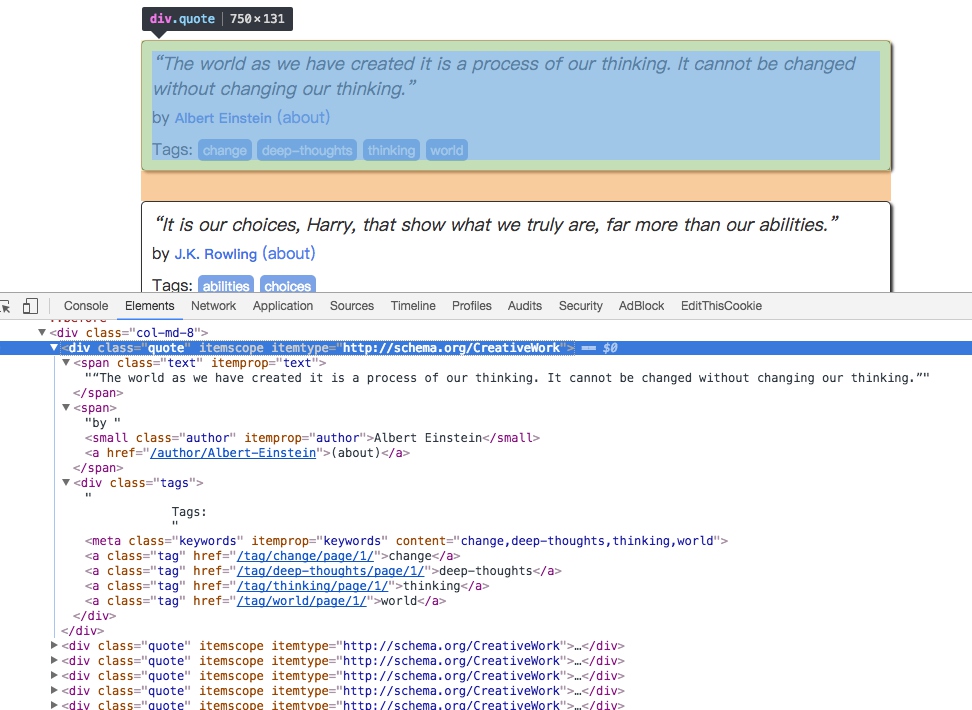 div.quote | 750×131
“The world as we have created it is a process of our thinking. It cannot be changed
without changing our thinking.”
by Albert Einstein (about)
Tags: change deep-thoughts thinking world
“It is our choices, Harry, that show what we truly are, far more than our abilities.”
by J.K. Rowling (about)
Tags: abilities choices
Console Elements Network Application Sources Timeline Profiles Audits Security AdBlock EditThisCookie
::before
<div class="col-md-8">
<div class="quote" itemscope itemtype="http://schema.org/CreativeWork"> == $0
<span class="text" itemprop="text">
"“The world as we have created it is a process of our thinking. It cannot be changed without changing our thinking.”"
</span>
<span>
"by "
<small class="author" itemprop="author">Albert Einstein</small>
<a href="/author/Albert-Einstein">(about)</a>
</span>
<div class="tags">
"
Tags:
"
<meta class="keywords" itemprop="keywords" content="change,deep-thoughts,thinking,world">
<a class="tag" href="/tag/change/page/1/">change</a>
<a class="tag" href="/tag/deep-thoughts/page/1/">deep-thoughts</a>
<a class="tag" href="/tag/thinking/page/1/">thinking</a>
<a class="tag" href="/tag/world/page/1/">world</a>
</div>
</div>
<div class="quote" itemscope itemtype="http://schema.org/CreativeWork">…</div>
<div class="quote" itemscope itemtype="http://schema.org/CreativeWork">…</div>
<div class="quote" itemscope itemtype="http://schema.org/CreativeWork">…</div>
<div class="quote" itemscope itemtype="http://schema.org/CreativeWork">…</div>
<div class="quote" itemscope itemtype="http://schema.org/CreativeWork">…</div>